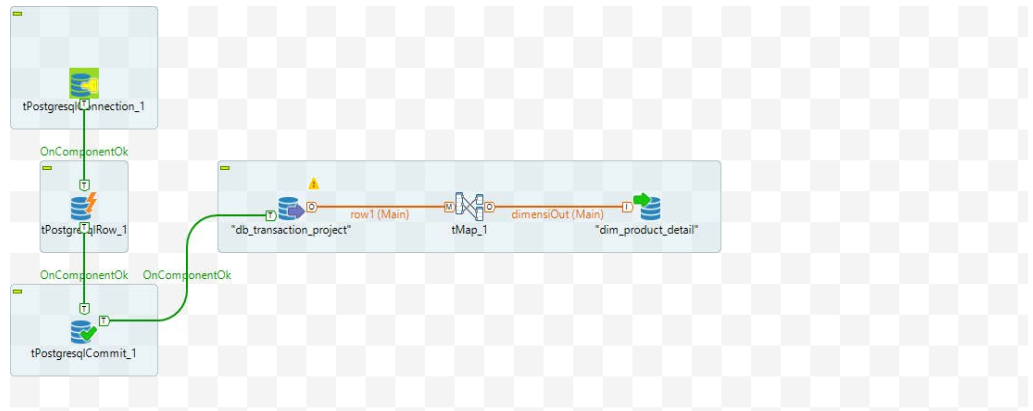 tPostgresqlConnection_1
OnComponentOk
T
T
row1 (Main)
dimensiOut (Main)
T
O
M
O
I
tPostgresqlRow_1
"db_transaction_project"
tMap_1
"dim_product_detail"
T
OnComponentOk
OnComponentOk
T
T
tPostgresqlCommit_1